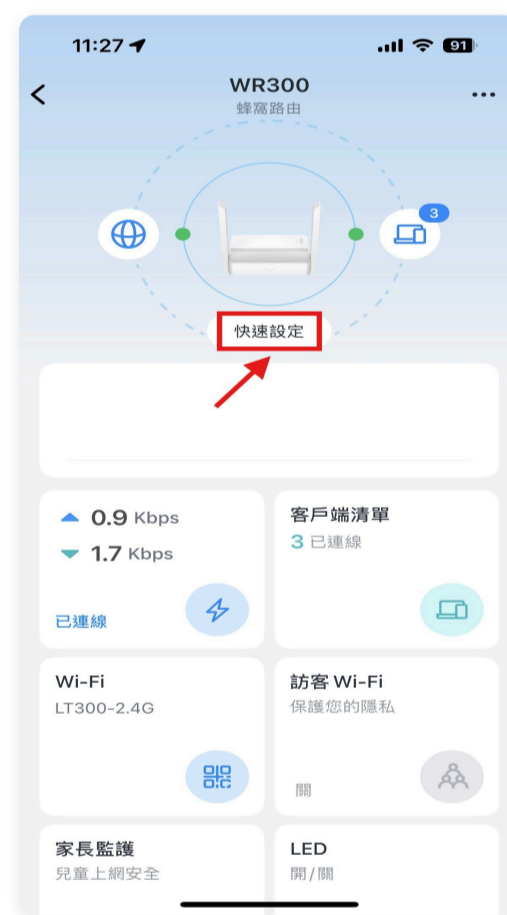 11:27
91
WR300
蜂窩路由
3
快速設定
0.9 Kbps
1.7 Kbps
已連線
客戶端清單
3 已連線
Wi-Fi
LT300-2.4G
訪客 Wi-Fi
保護您的隱私
關
家長監護
兒童上網安全
LED
開/關